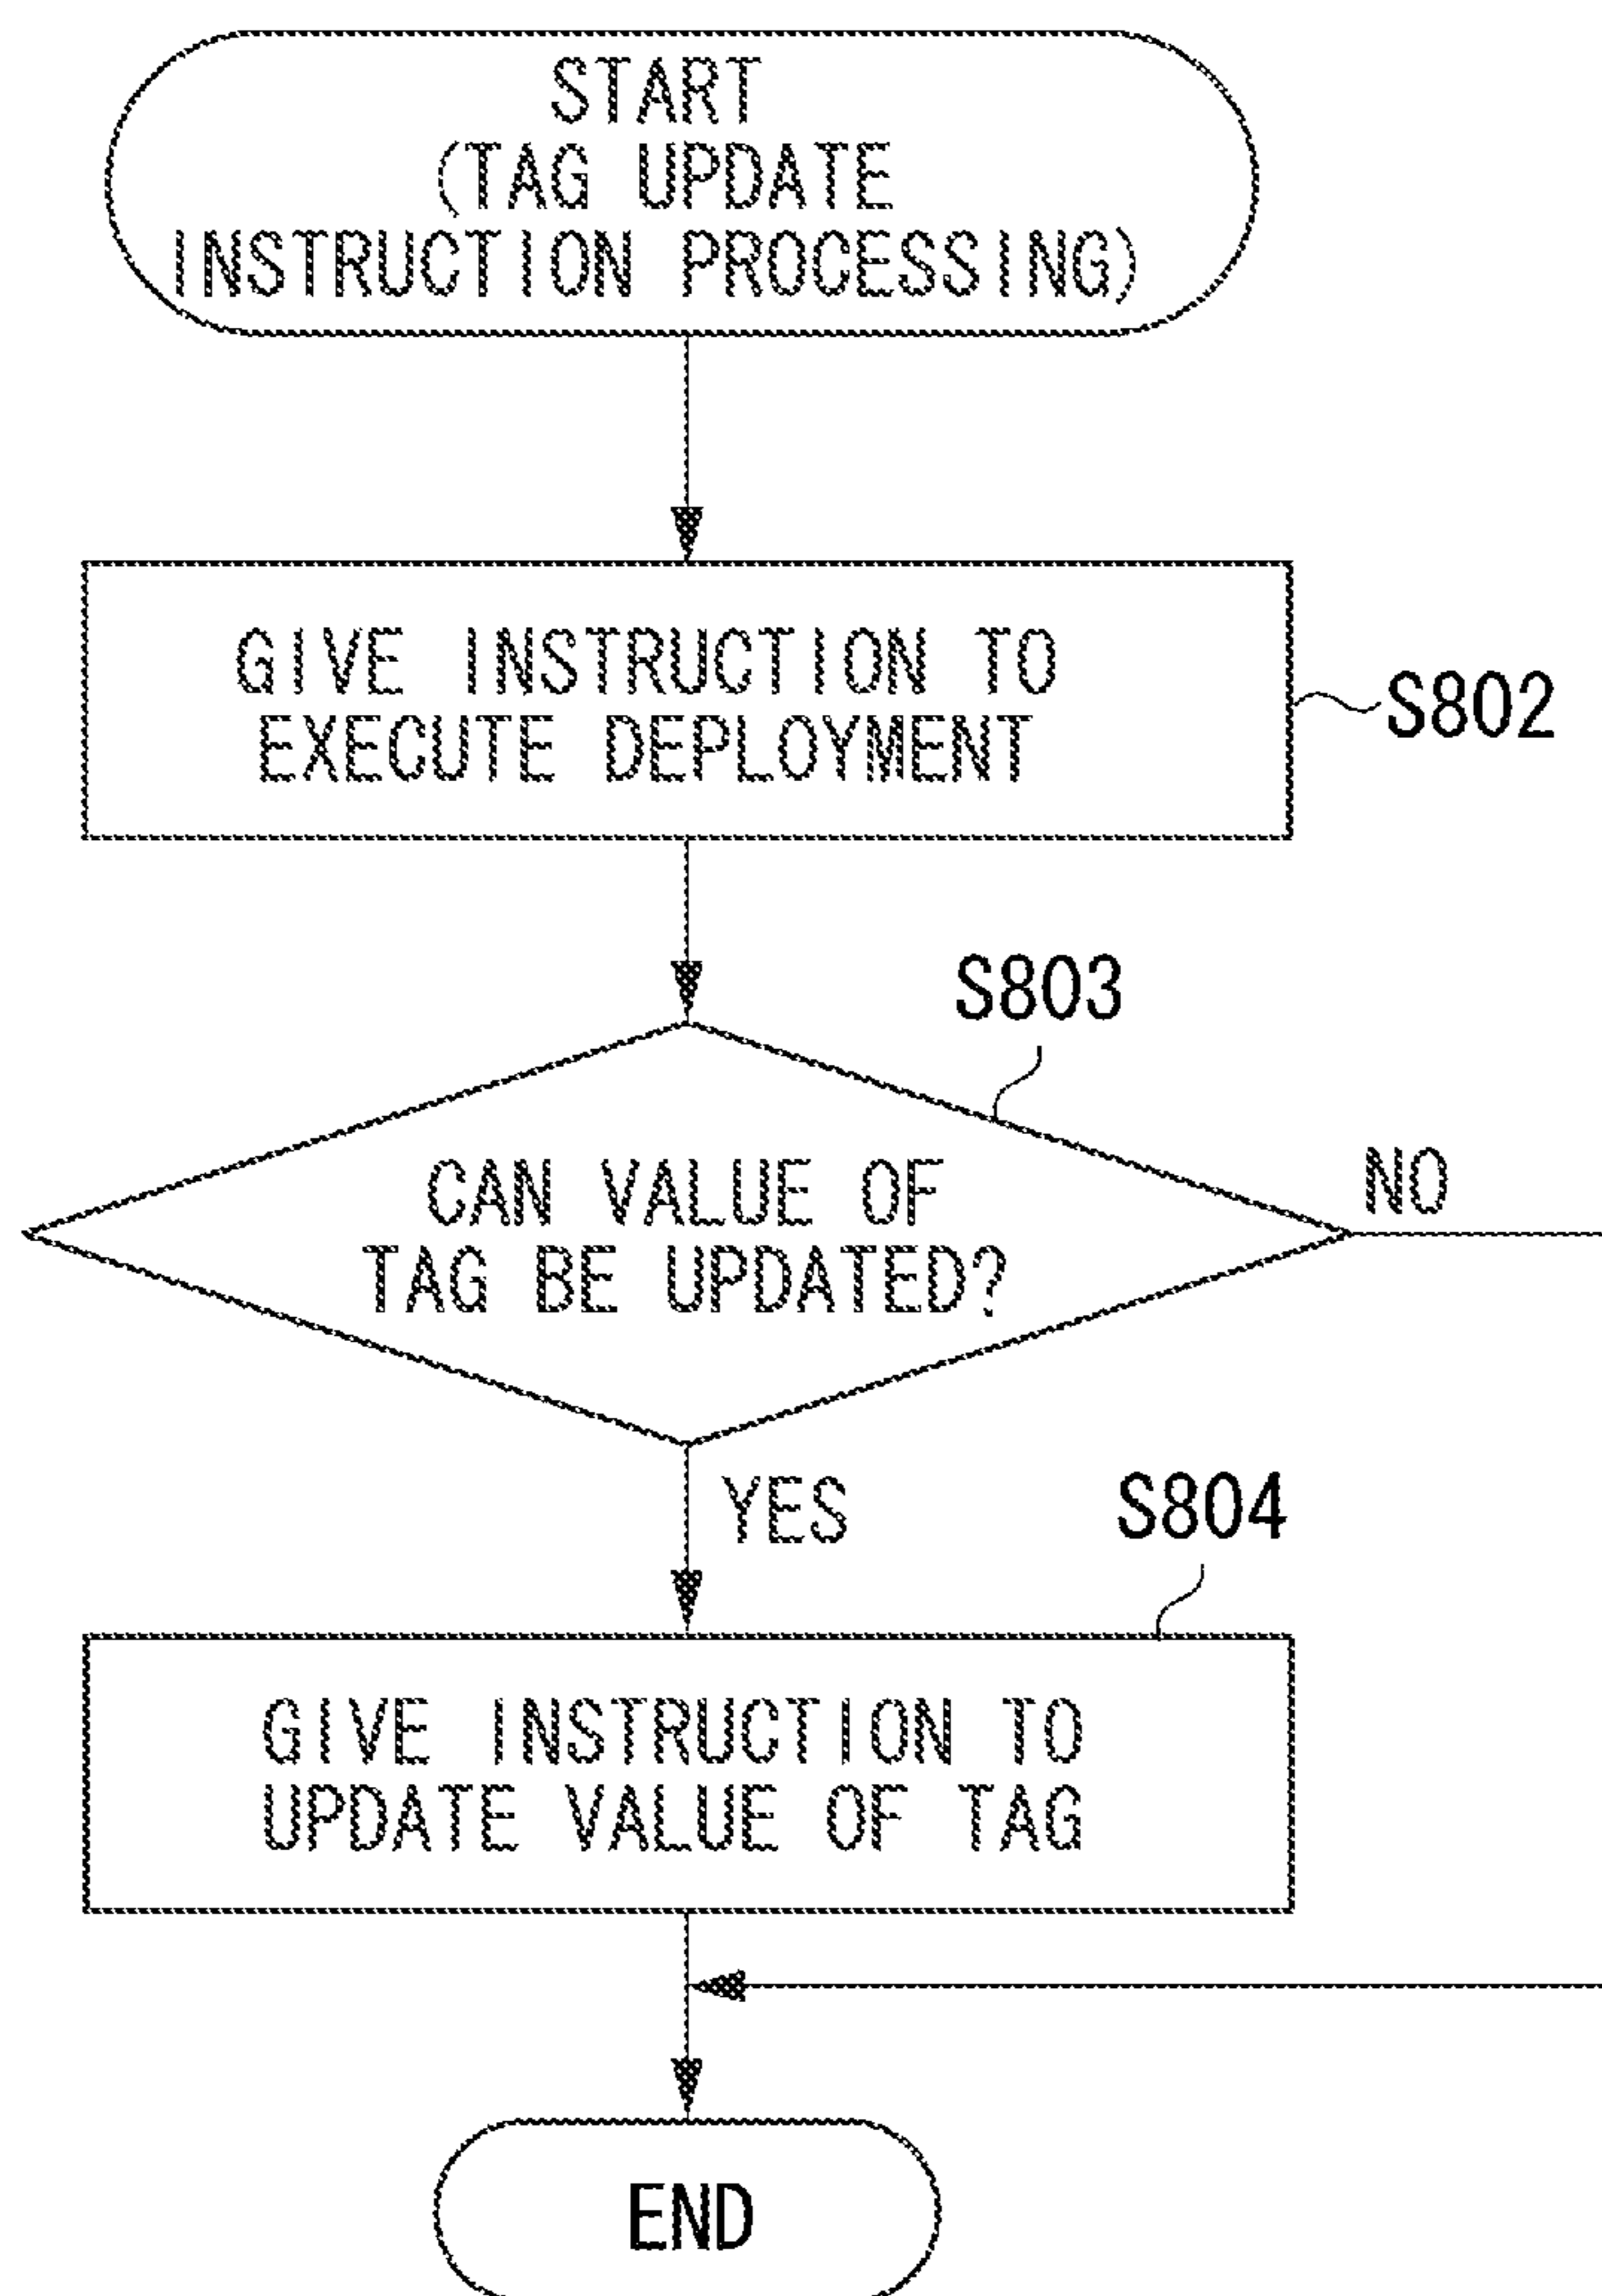 START
(TAG UPDATE
INSTRUCTION PROCESSING)
GIVE INSTRUCTION TO
EXECUTE DEPLOYMENT
S802
S803
CAN VALUE OF
TAG BE UPDATED?
NO
YES
S804
GIVE INSTRUCTION TO
UPDATE VALUE OF TAG
END